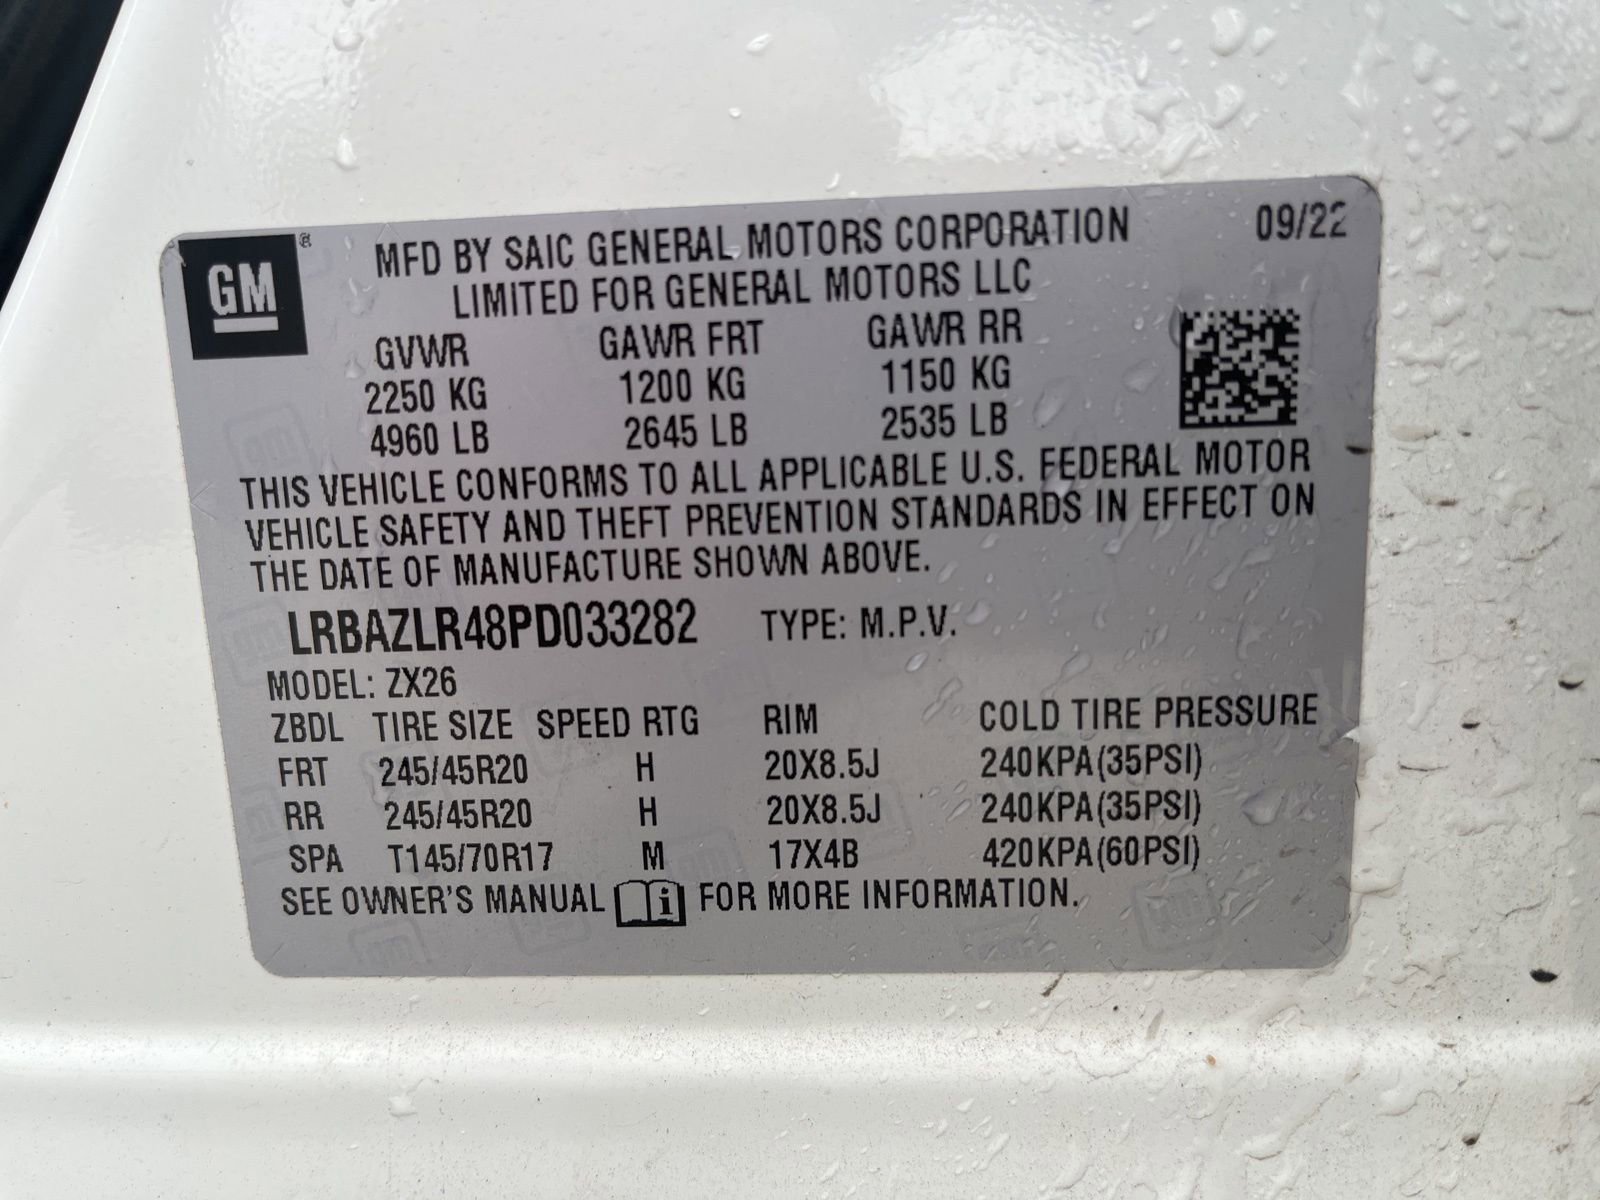 GM ®
MFD BY SAIC GENERAL MOTORS CORPORATION 09/22
LIMITED FOR GENERAL MOTORS LLC
GVWR GAWR FRT GAWR RR
2250 KG 1200 KG 1150 KG
4960 LB 2645 LB 2535 LB
THIS VEHICLE CONFORMS TO ALL APPLICABLE U.S. FEDERAL MOTOR
VEHICLE SAFETY AND THEFT PREVENTION STANDARDS IN EFFECT ON
THE DATE OF MANUFACTURE SHOWN ABOVE.
LRBAZLR48PD033282 TYPE: M.P.V.
MODEL: ZX26
ZBDL TIRE SIZE SPEED RTG RIM COLD TIRE PRESSURE
FRT 245/45R20 H 20X8.5J 240KPA(35PSI)
RR 245/45R20 H 20X8.5J 240KPA(35PSI)
SPA T145/70R17 M 17X4B 420KPA(60PSI)
SEE OWNER'S MANUAL i FOR MORE INFORMATION.